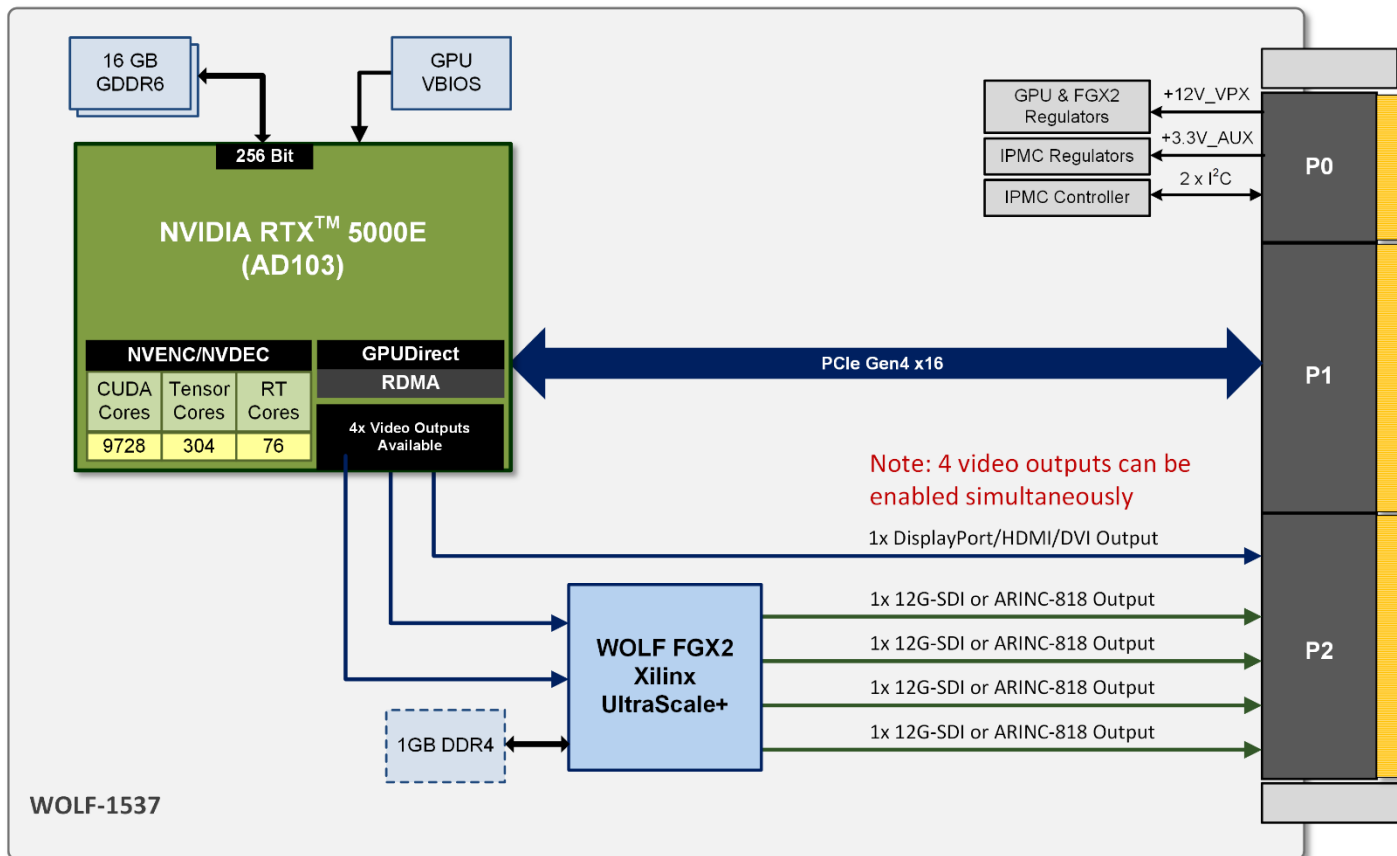 16 GB
GDDR6
GPU
VBIOS
256 Bit
NVIDIA RTX™ 5000E
(AD103)
NVENC/NVDEC
CUDA
Cores
Tensor
Cores
RT
Cores
9728
304
76
GPUDirect
RDMA
4x Video Outputs
Available
GPU & FGX2
Regulators
+12V_VPX
IPMC Regulators
+3.3V_AUX
IPMC Controller
2 x I²C
P0
PCIe Gen4 x16
P1
Note: 4 video outputs can be
enabled simultaneously
1x DisplayPort/HDMI/DVI Output
WOLF FGX2
Xilinx
UltraScale+
1x 12G-SDI or ARINC-818 Output
1x 12G-SDI or ARINC-818 Output
1x 12G-SDI or ARINC-818 Output
1x 12G-SDI or ARINC-818 Output
P2
1GB DDR4
WOLF-1537